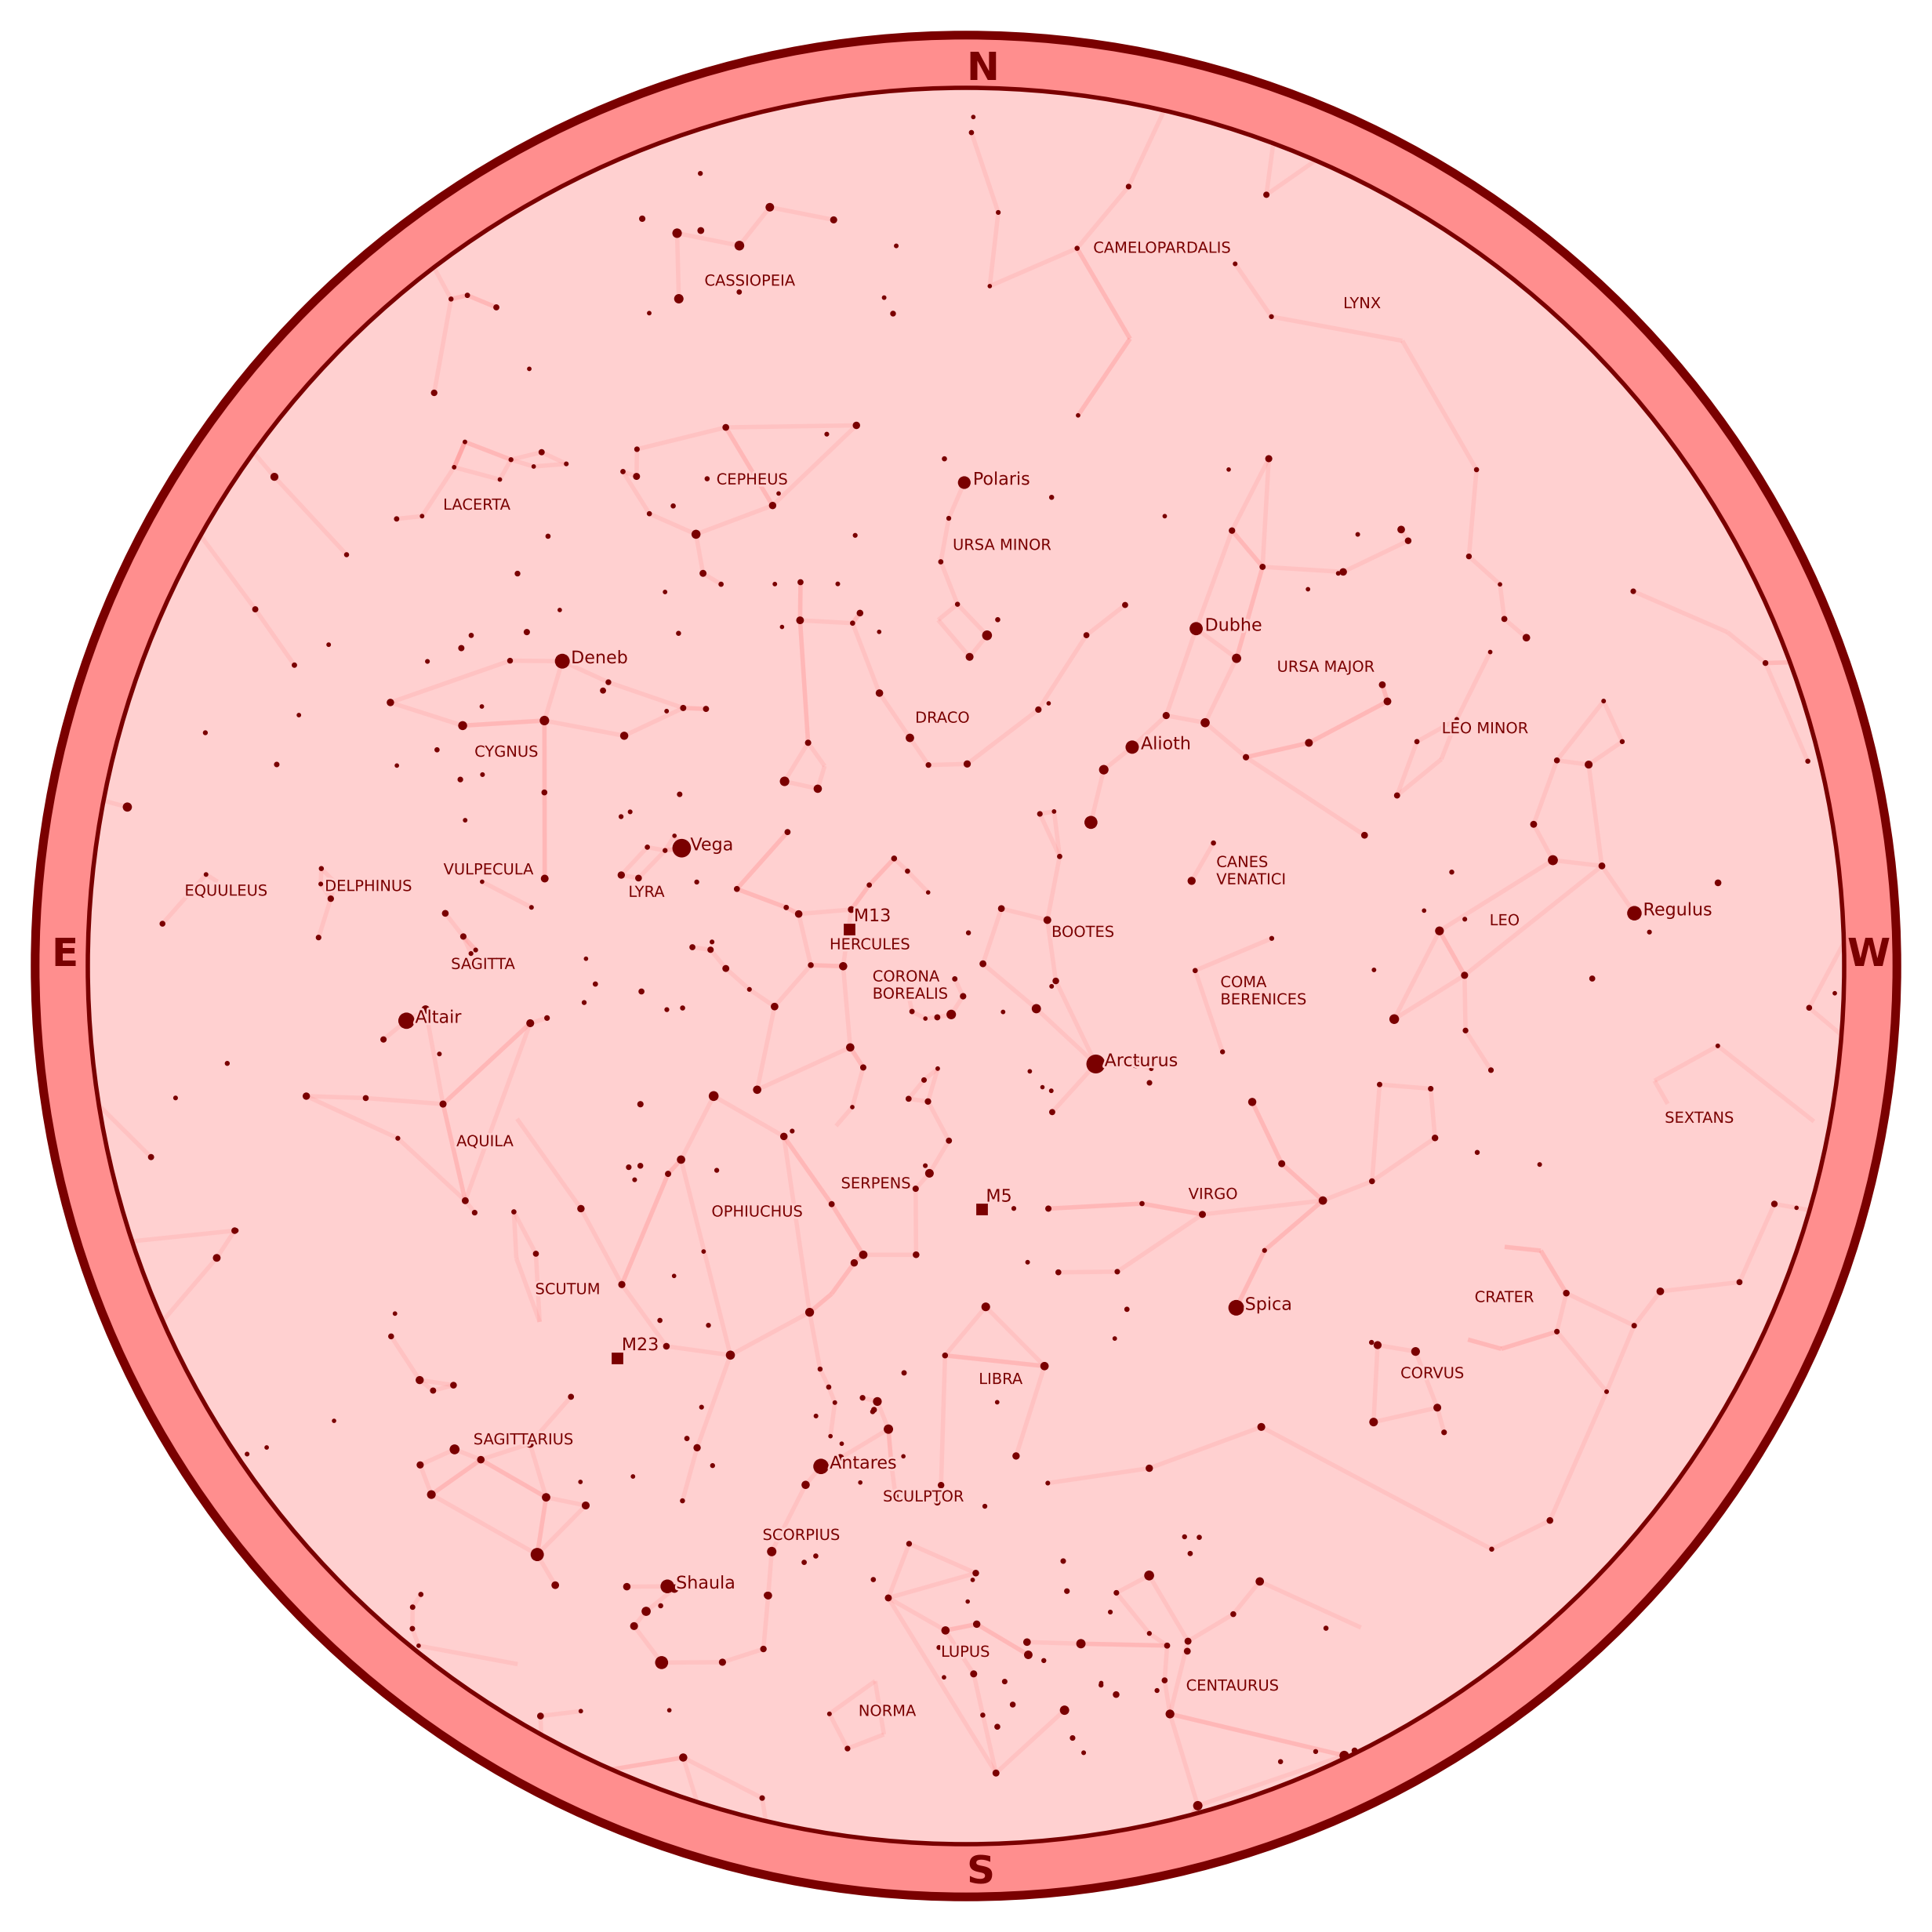 N
CAMELOPARDALIS
CASSIOPEIA
LYNX
CEPHEUS
Polaris
LACERTA
URSA MINOR
Dubhe
Deneb
URSA MAJOR
DRACO
LEO MINOR
Alioth
CYGNUS
Vega
CANES
VENATICI
VULPECULA
DELPHINUS
EQUULEUS
LYRA
Regulus
M13
LEO
BOOTES
HERCULES
E
W
SAGITTA
CORONA
BOREALIS
COMA
BERENICES
Altair
Arcturus
SEXTANS
AQUILA
SERPENS
VIRGO
M5
OPHIUCHUS
SCUTUM
CRATER
Spica
M23
CORVUS
LIBRA
SAGITTARIUS
Antares
SCULPTOR
SCORPIUS
Shaula
LUPUS
CENTAURUS
NORMA
S